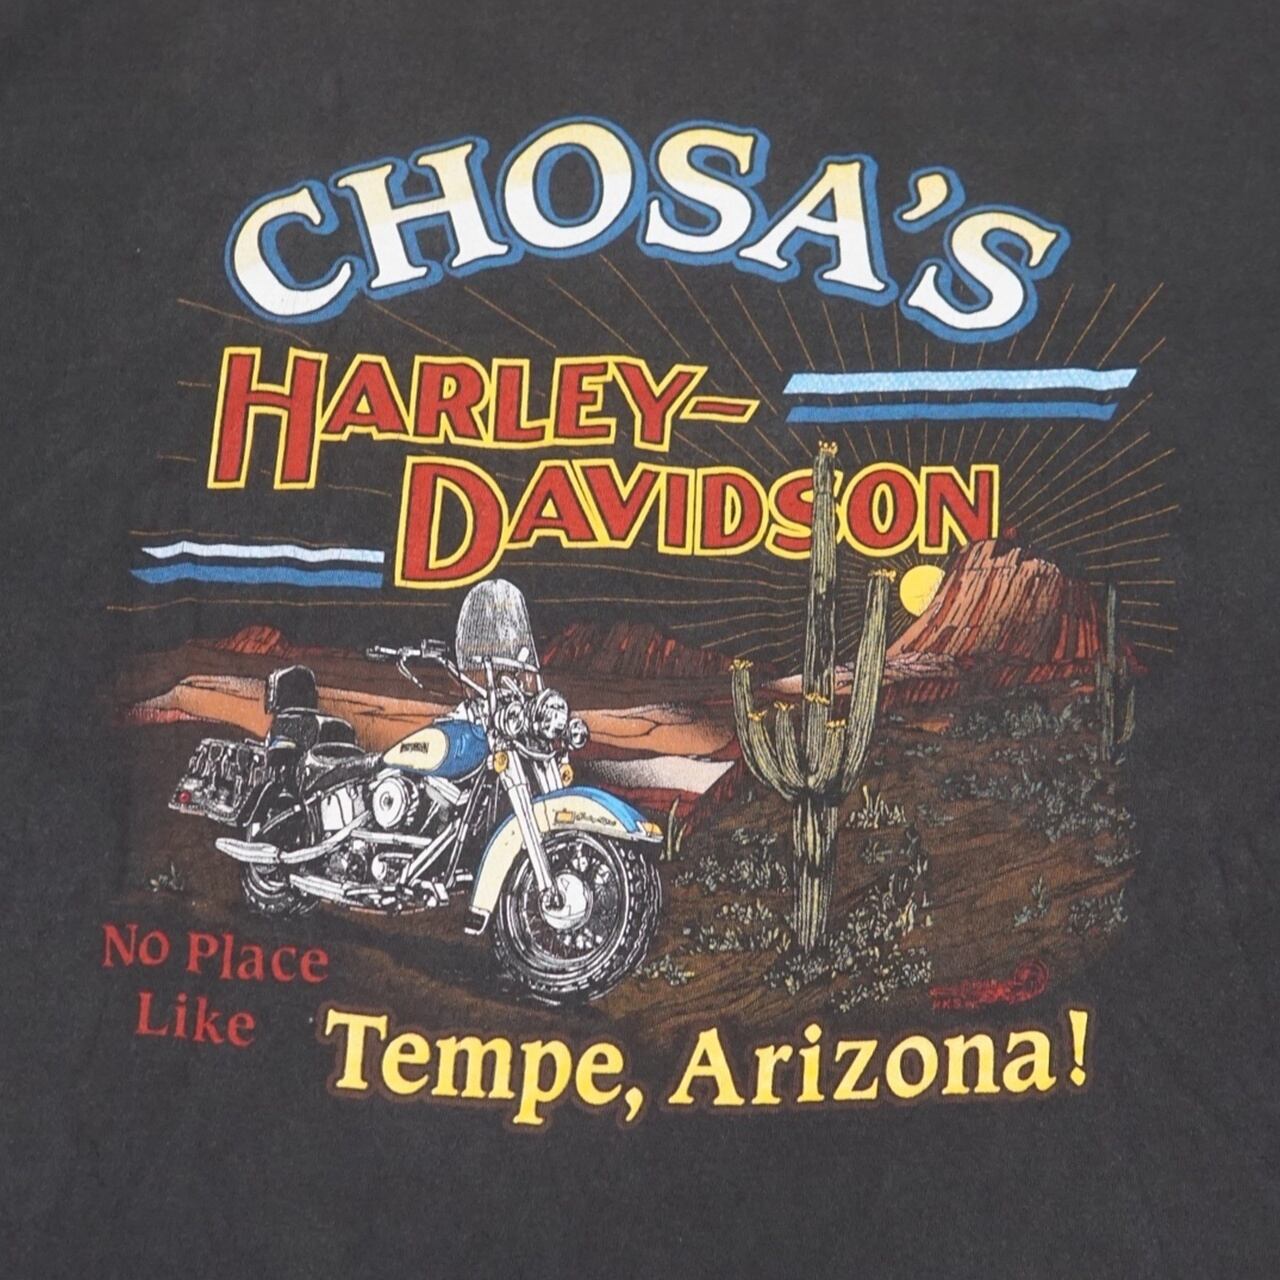 CHOSA'S
HARLEY-
DAVIDSON
No Place
Like
Tempe, Arizona!